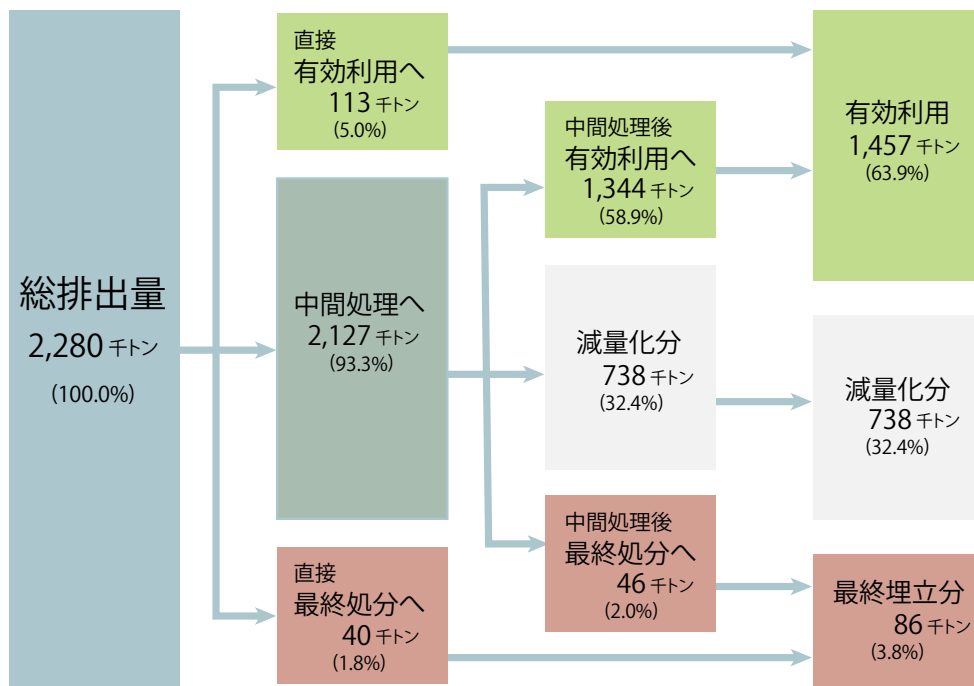 総排出量
2,280 千トン
(100.0%)
直接
有効利用へ
113 千トン
(5.0%)
中間処理へ
2,127 千トン
(93.3%)
直接
最終処分へ
40 千トン
(1.8%)
中間処理後
有効利用へ
1,344 千トン
(58.9%)
減量化分
738 千トン
(32.4%)
中間処理後
最終処分へ
46 千トン
(2.0%)
有効利用
1,457 千トン
(63.9%)
減量化分
738 千トン
(32.4%)
最終埋立分
86 千トン
(3.8%)